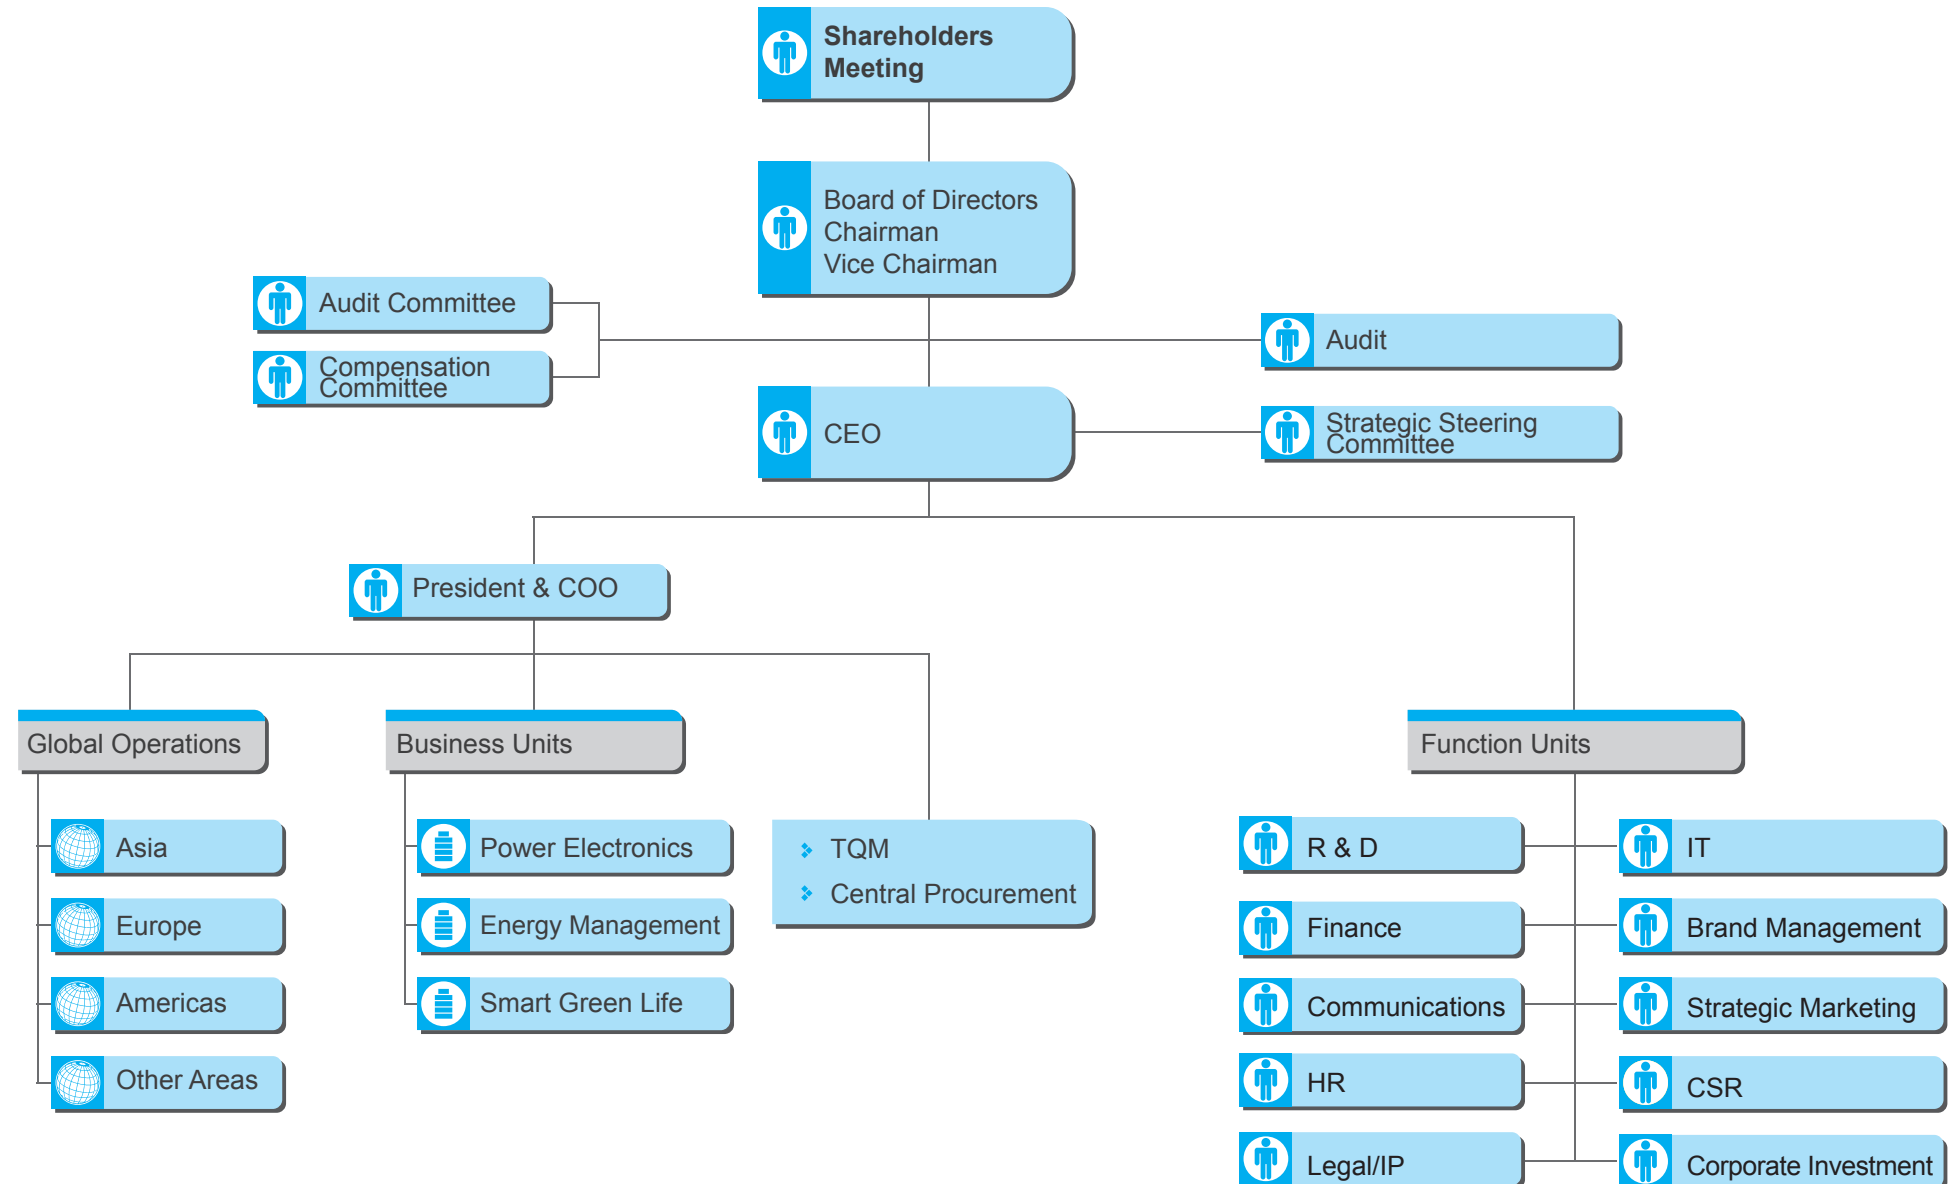 Shareholders
Meeting
Board of Directors
Chairman
Vice Chairman
Audit Committee
Compensation
Committee
Audit
CEO
Strategic Steering
Committee
President & COO
Global Operations
Business Units
Function Units
Asia
Europe
Americas
Other Areas
Power Electronics
Energy Management
Smart Green Life
TQM
Central Procurement
R & D
IT
Finance
Brand Management
Communications
Strategic Marketing
HR
CSR
Legal/IP
Corporate Investment